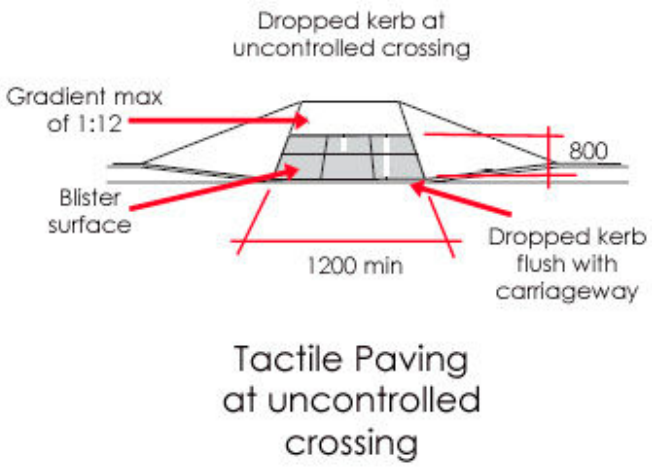 Dropped kerb at
uncontrolled crossing
Gradient max
of 1:12
800
Blister
surface
1200 min
Dropped kerb
flush with
carriageway
Tactile Paving
at uncontrolled
crossing